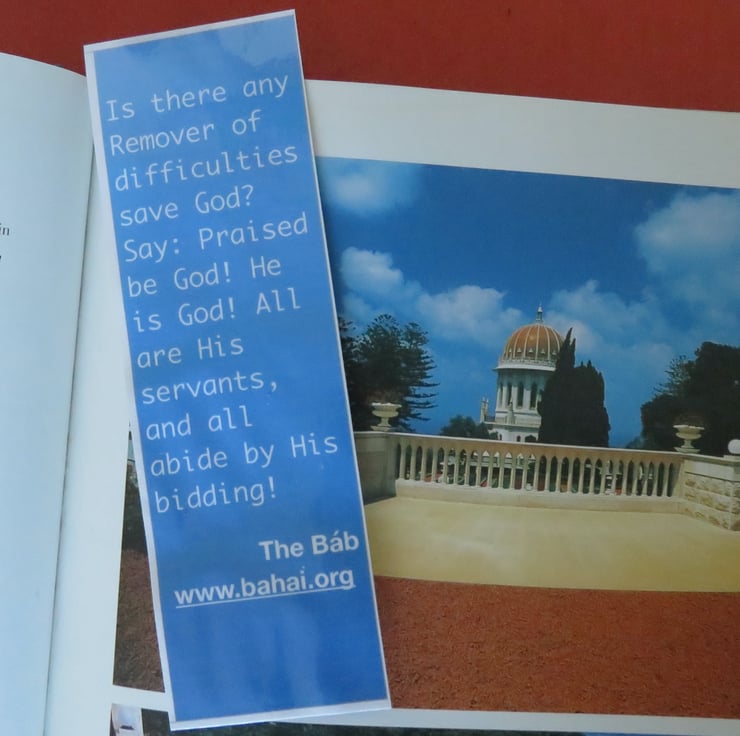 in
Is there any
Remover of
difficulties
save God?
Say: Praised
be God! He
is God! All
are His
servants,
and all
abide by His
bidding!
The Báb
www.bahai.org